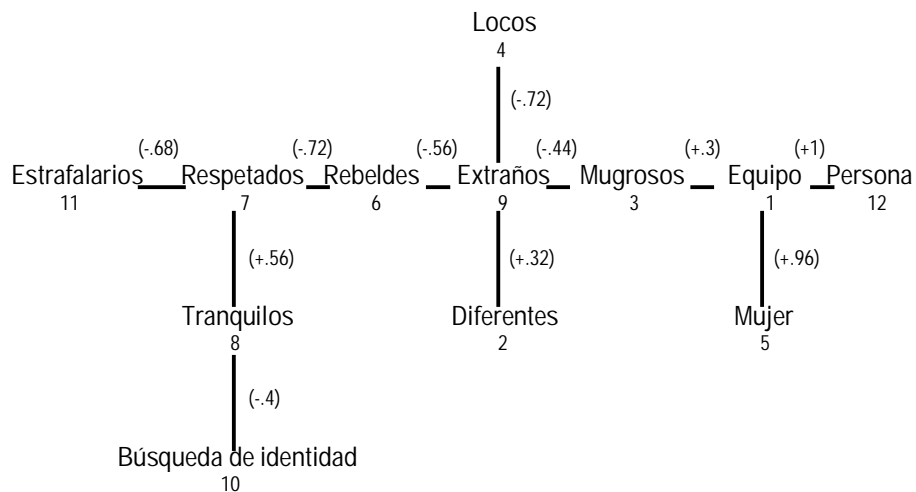 Locos
4
(-.72)
(-.68) (-.72) (-.56) (-.44) (+.3) (+1)
Estrafalarios Respetados Rebeldes Extraños Mugrosos Equipo Persona
11 7 6 9 3 1 12
(+.56) (+.32) (+.96)
Tranquilos Diferentes Mujer
8 2 5
(-.4)
Búsqueda de identidad
10